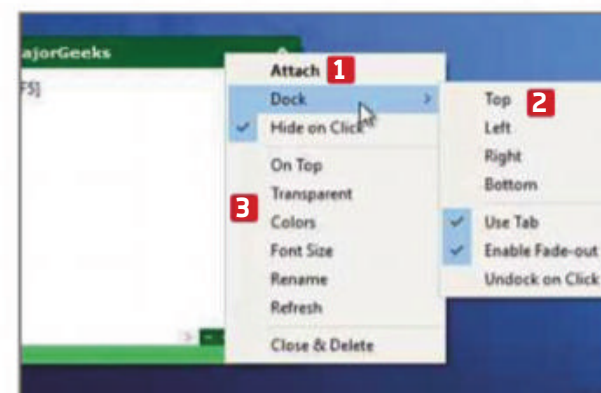 ajorGeeks
FS]
Attach 1
Dock
Hide on Click
On Top
Transparent
3
Colors
Font Size
Rename
Refresh
Close & Delete
Top 2
Left
Right
Bottom
Use Tab
Enable Fade-out
Undock on Click